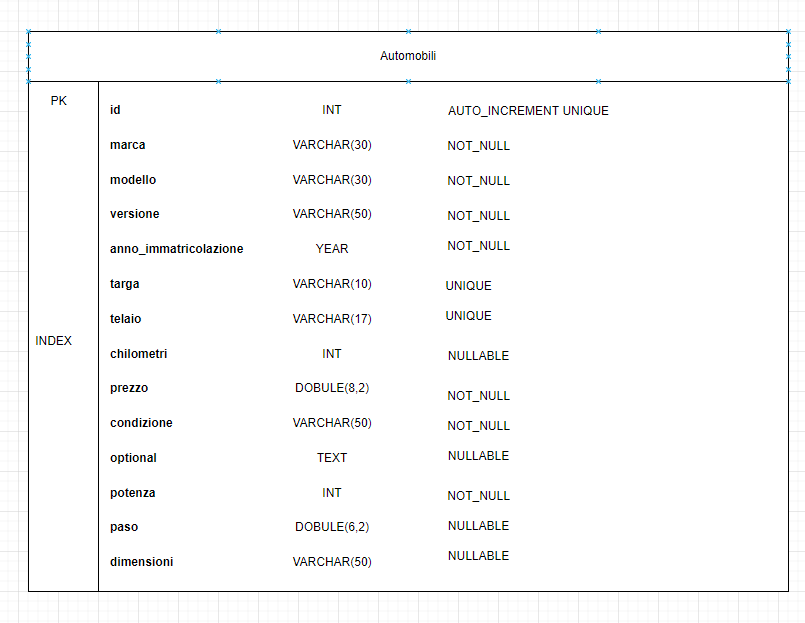 Automobili
PK
id INT AUTO_INCREMENT UNIQUE
marca VARCHAR(30) NOT_NULL
modello VARCHAR(30) NOT_NULL
versione VARCHAR(50) NOT_NULL
anno_immatricolazione YEAR NOT_NULL
targa VARCHAR(10) UNIQUE
telaio VARCHAR(17) UNIQUE
INDEX
chilometri INT NULLABLE
prezzo DOBULE(8,2) NOT_NULL
condizione VARCHAR(50) NOT_NULL
optional TEXT NULLABLE
potenza INT NOT_NULL
paso DOBULE(6,2) NULLABLE
dimensioni VARCHAR(50) NULLABLE